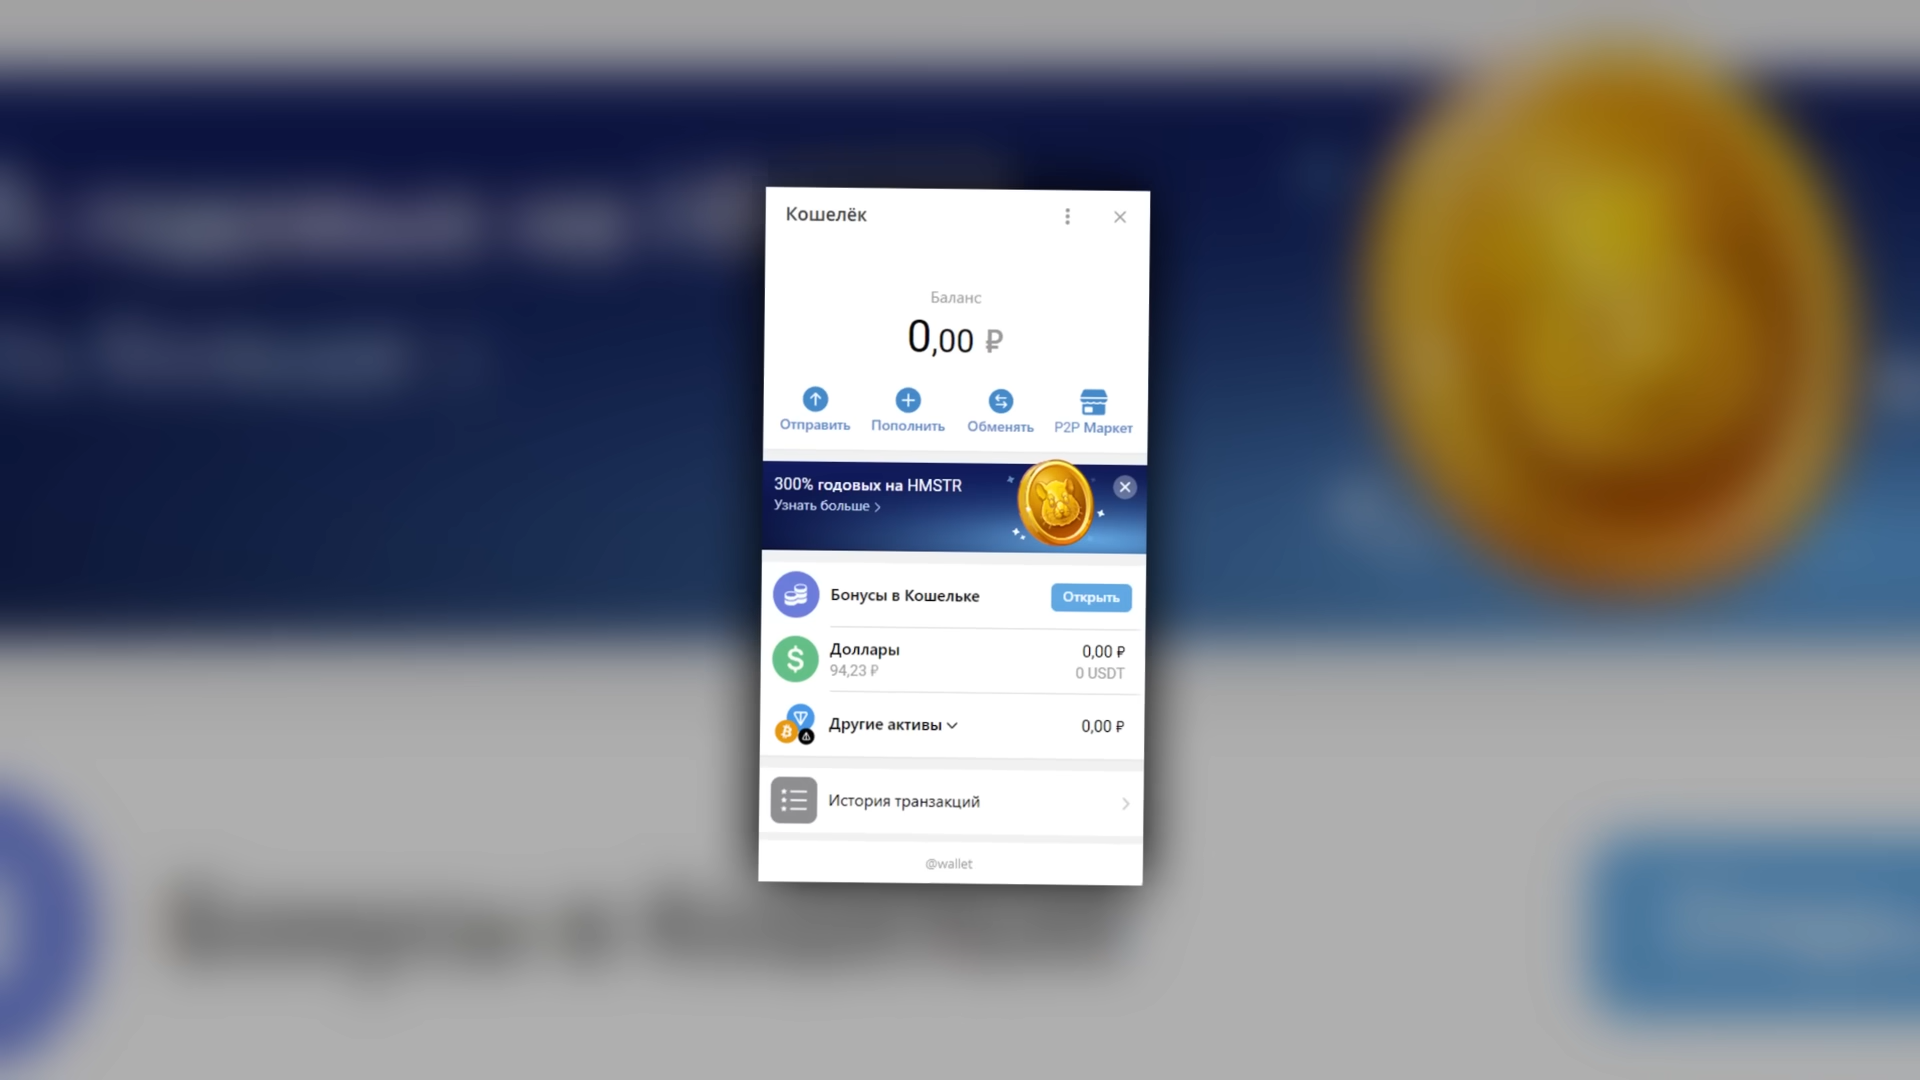 Кошелёк
Баланс
0,00 ₽
Отправить Пополнить Обменять P2P Маркет
300% годовых на HMSTR
Узнать больше
Бонусы в Кошельке Открыть
Доллары 0,00 ₽
94,23 ₽ 0 USDT
Другие активы 0,00 ₽
История транзакций
@wallet